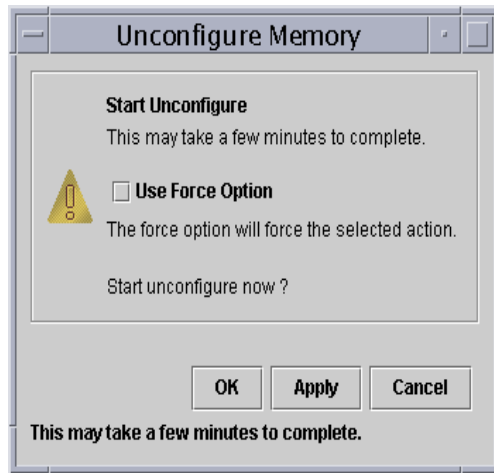 Unconfigure Memory
Start Unconfigure
This may take a few minutes to complete.
Use Force Option
The force option will force the selected action.
Start unconfigure now ?
OK Apply Cancel
This may take a few minutes to complete.